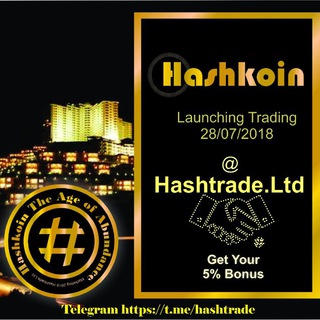 Hashkoin
Launching Trading
28/07/2018
@
Hashtrade.Ltd
Get Your
5% Bonus
Hashkoin The Age of Abundance
#
Telegram https://t.me/hashtrade